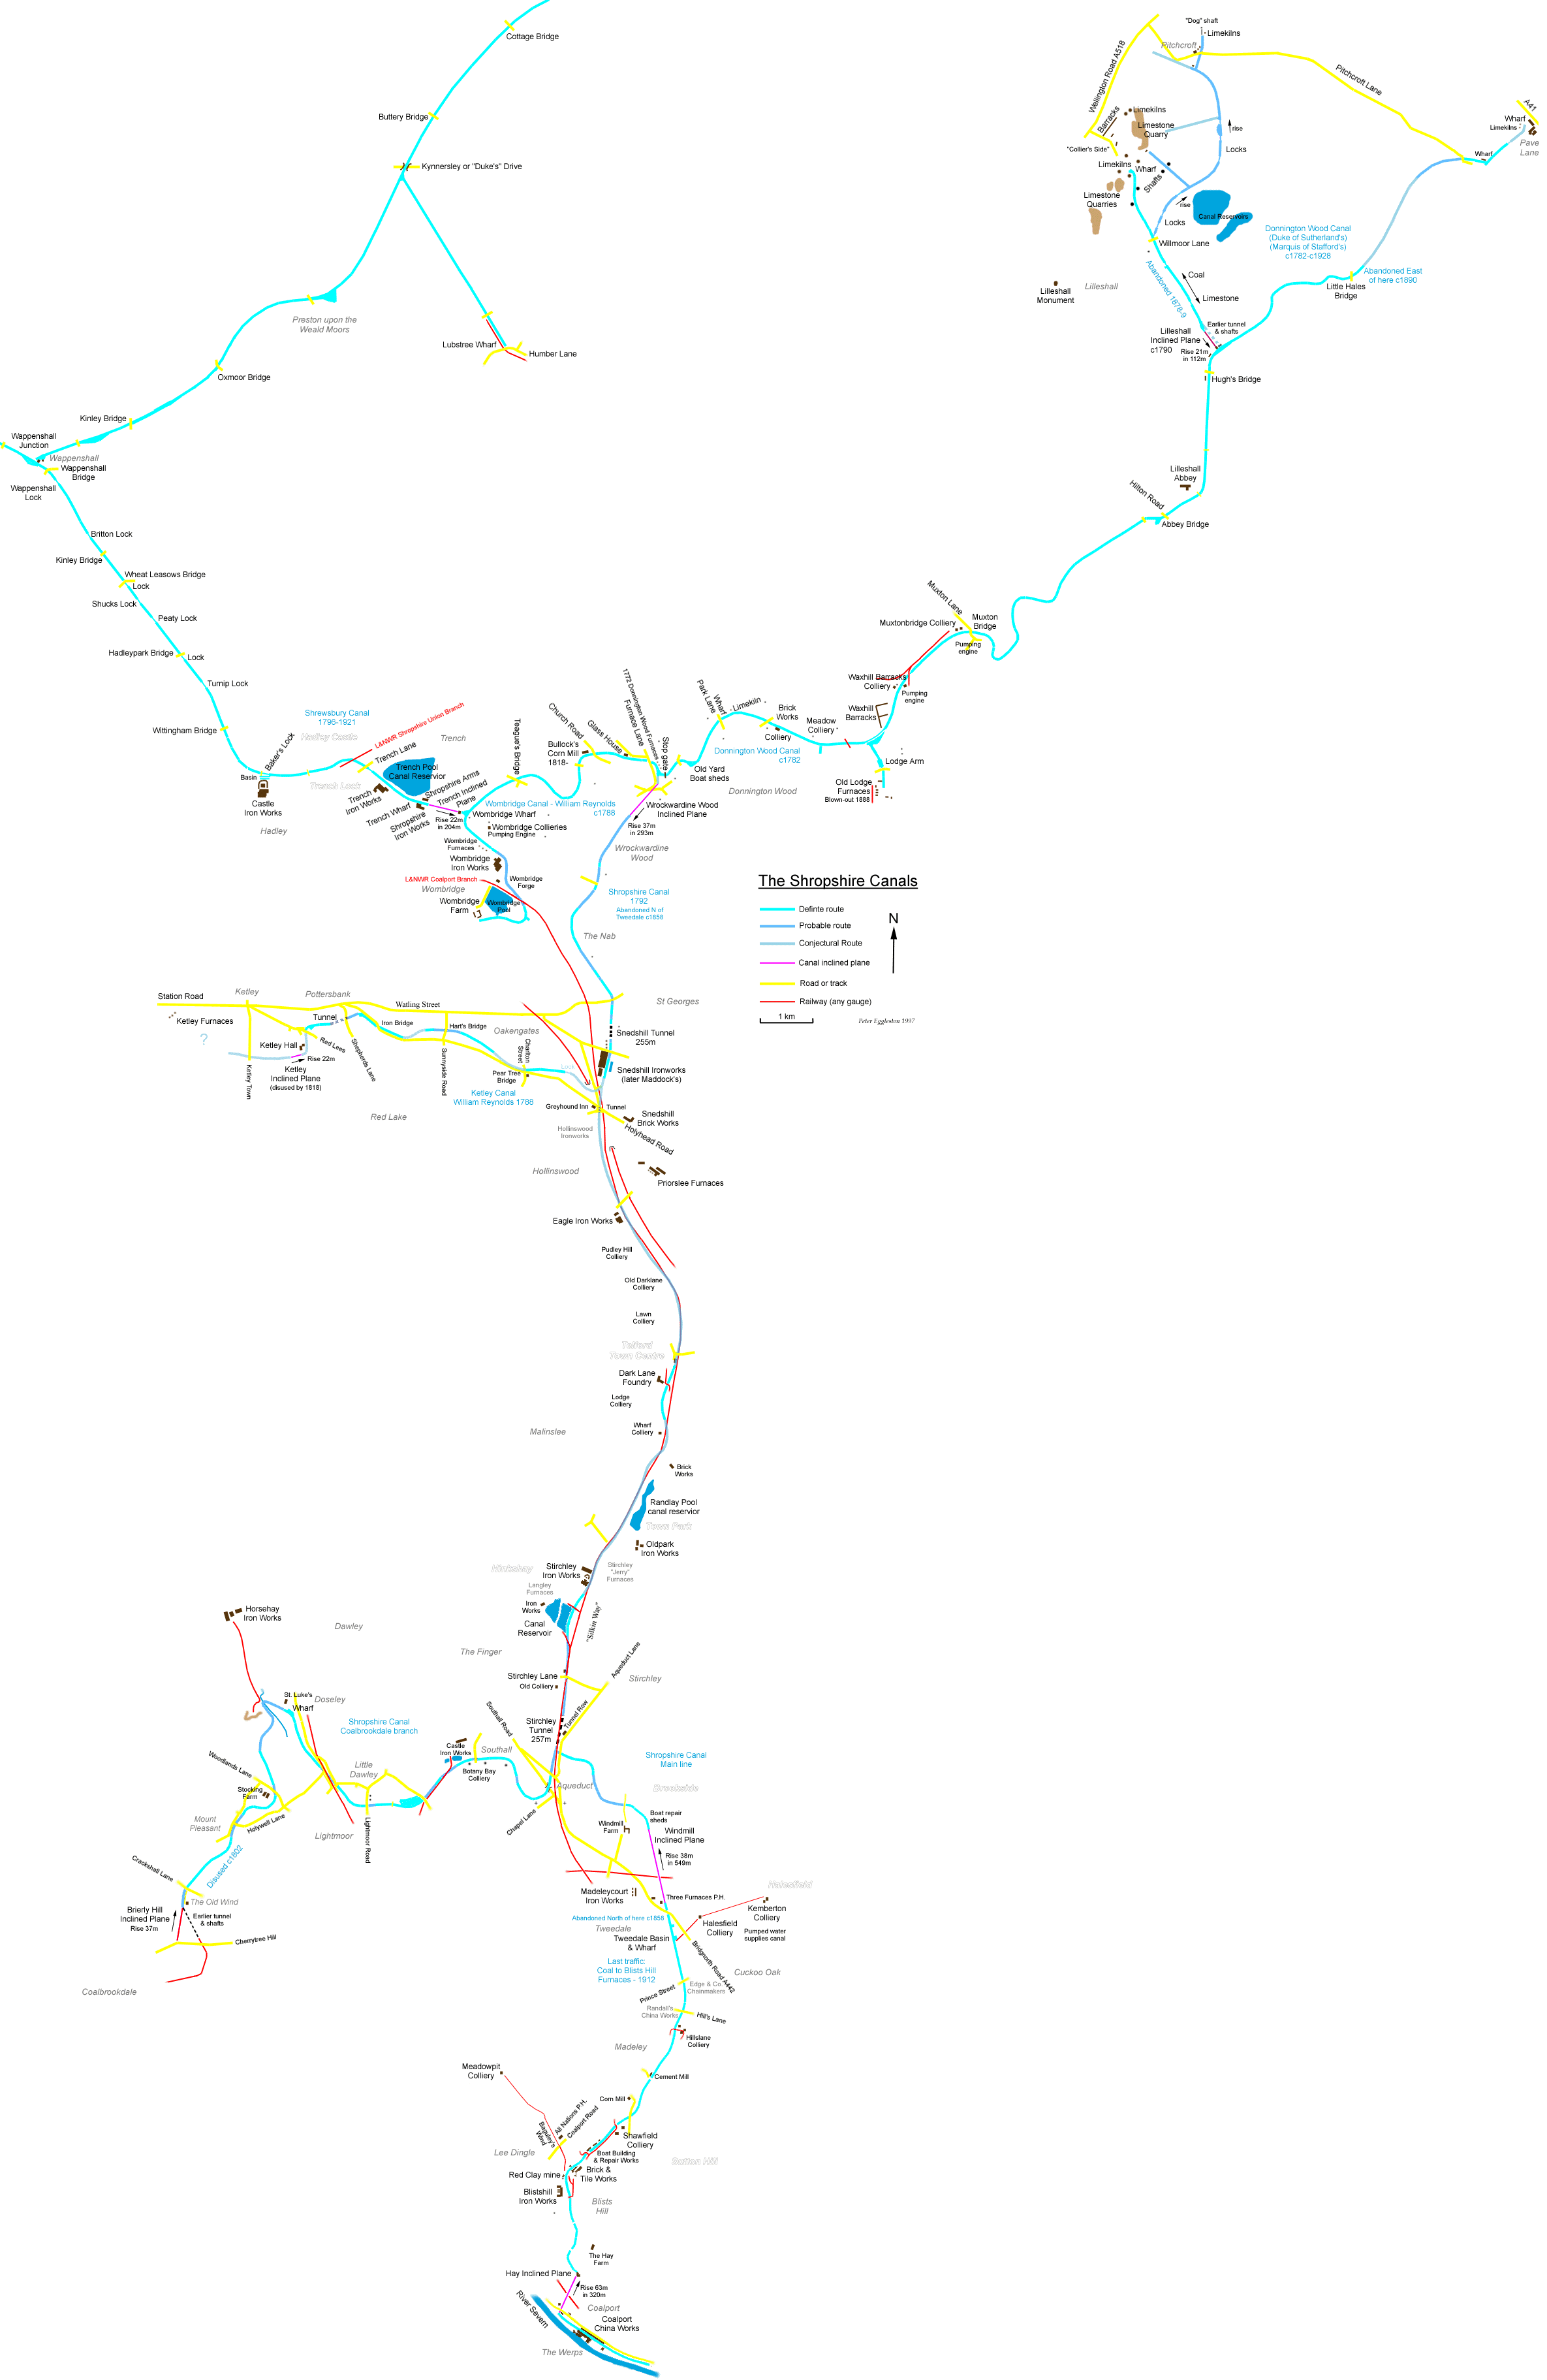 Cottage Bridge
Buttery Bridge
Kynnersley or "Duke's" Drive
Preston upon the
Weald Moors
Lubstree Wharf
Humber Lane
Oxmoor Bridge
Kinley Bridge
Wappenshall
Junction
Wappenshall
Wappenshall
Bridge
Wappenshall
Lock
Britton Lock
Kinley Bridge
Wheat Leasows Bridge
Lock
Shucks Lock
Peaty Lock
Hadleypark Bridge
Lock
Turnip Lock
Wittingham Bridge
Baker's Lock
Basin
Castle
Iron Works
Hadley
Shrewsbury Canal
1796-1921
Hadley Castle
L&NWR Shropshire Union Branch
Trench Lane
Trench
Trench Lock
Trench Pool
Canal Reservior
Trench
Iron Works
Trench Wharf
Shropshire
Iron Works
Shropshire Arms
Trench Inclined
Plane
Rise 22m
in 204m
Wombridge Wharf
Wombridge Collieries
Pumping Engine
Wombridge
Furnaces
Wombridge
Iron Works
L&NWR Coalport Branch
Wombridge
Wombridge
Forge
Wombridge
Farm
Wombridge
Pool
Teague's Bridge
Wombridge Canal - William Reynolds
c1788
Bullock's
Corn Mill
1818-
Church Road
Glass House
Furnace Lane
1772 Donnington Wood Furnaces
Stop gate
Old Yard
Boat sheds
Wrockwardine Wood
Inclined Plane
Rise 37m
in 293m
Wrockwardine
Wood
Park Lane
Wharf
Limekiln
Brick
Works
Colliery
Donnington Wood Canal
c1782
Donnington Wood
Meadow
Colliery
Waxhill
Barracks
Waxhill Barracks
Colliery
Pumping
engine
Muxtonbridge Colliery
Muxton Lane
Muxton
Bridge
Pumping
engine
Lodge Arm
Old Lodge
Furnaces
Blown-out 1888
"Dog" shaft
Limekilns
Pitchcroft
Wellington Road A518
Pitchcroft Lane
A41
Wharf
Limekilns
Pave
Lane
Wharf
Barracks
Limekilns
Limestone
Quarry
"Collier's Side"
Limekilns
Wharf
Shafts
Limestone
Quarries
rise
Locks
rise
Locks
Canal Reservoirs
Willmoor Lane
Abandoned 1878-9
Coal
Limestone
Donnington Wood Canal
(Duke of Sutherland's)
(Marquis of Stafford's)
c1782-c1928
Abandoned East
of here c1890
Little Hales
Bridge
Lilleshall
Monument
Lilleshall
Lilleshall
Inclined Plane
c1790
Earlier tunnel
& shafts
Rise 21m
in 112m
Hugh's Bridge
Lilleshall
Abbey
Hilton Road
Abbey Bridge
The Shropshire Canals
Definte route
Probable route
Conjectural Route
Canal inclined plane
Road or track
Railway (any gauge)
1 km
N
Peter Eggleston 1997
Shropshire Canal
1792
Abandoned N of
Tweedale c1858
The Nab
St Georges
Snedshill Tunnel
255m
Snedshill Ironworks
(later Maddock's)
Station Road
Ketley Furnaces
?
Ketley
Pottersbank
Watling Street
Tunnel
Iron Bridge
Hart's Bridge
Oakengates
Ketley Hall
Red Lees
Rise 22m
Ketley
Inclined Plane
(disused by 1818)
Ketley Town
Shepherds Lane
Sunnyside Road
Charlton
Street
Pear Tree
Bridge
Lock
Ketley Canal
William Reynolds 1788
Red Lake
Greyhound Inn
Tunnel
Snedshill
Brick Works
Holyhead Road
Hollinswood
Ironworks
Hollinswood
Priorslee Furnaces
Eagle Iron Works
Pudley Hill
Colliery
Old Darklane
Colliery
Lawn
Colliery
Telford
Town Centre
Dark Lane
Foundry
Lodge
Colliery
Malinslee
Wharf
Colliery
Brick
Works
Randlay Pool
canal reservior
Town Park
Oldpark
Iron Works
Hinkshay
Stirchley
Iron Works
Stirchley
"Jerry"
Furnaces
Langley
Furnaces
Iron
Works
Canal
Reservoir
"Silkin Way"
The Finger
Stirchley Lane
Old Colliery
Aqueduct Lane
Stirchley
Southall Road
Stirchley
Tunnel
257m
Tunnel Row
Horsehay
Iron Works
Dawley
St. Luke's
Doseley
Wharf
Shropshire Canal
Coalbrookdale branch
Castle
Iron Works
Southall
Botany Bay
Colliery
Little
Dawley
Woodlands Lane
Stocking
Farm
Mount
Pleasant
Holywell Lane
Lightmoor
Lightmoor Road
Aqueduct
Chapel Lane
Disused c1802
Crackshall Lane
The Old Wind
Brierly Hill
Inclined Plane
Rise 37m
Earlier tunnel
& shafts
Cherrytree Hill
Coalbrookdale
Shropshire Canal
Main line
Brookside
Boat repair
sheds
Windmill
Farm
Windmill
Inclined Plane
Rise 38m
in 549m
Madeleycourt
Iron Works
Three Furnaces P.H.
Halesfield
Kemberton
Colliery
Pumped water
supplies canal
Halesfield
Colliery
Abandoned North of here c1858
Tweedale
Tweedale Basin
& Wharf
Bridgnorth Road A442
Cuckoo Oak
Last traffic:
Coal to Blists Hill
Furnaces - 1912
Prince Street
Edge & Co.
Chainmakers
Randall's
China Works
Hill's Lane
Hillslane
Colliery
Madeley
Cement Mill
Meadowpit
Colliery
Corn Mill
All Nations P.H.
Coalport Road
Baguley's
Wind
Shawfield
Colliery
Lee Dingle
Boat Building
& Repair Works
Sutton Hill
Red Clay mine
Brick &
Tile Works
Blistshill
Iron Works
Blists
Hill
The Hay
Farm
Hay Inclined Plane
Rise 63m
in 320m
River Severn
Coalport
Coalport
China Works
The Werps